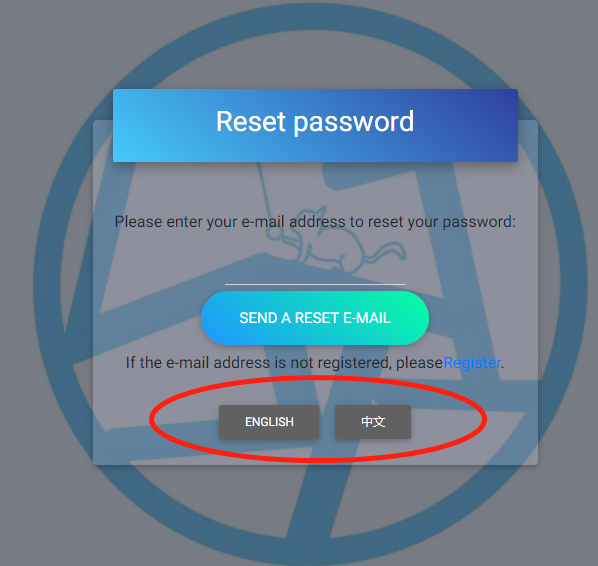 Reset password
Please enter your e-mail address to reset your password:
SEND A RESET E-MAIL
If the e-mail address is not registered, pleaseRegister.
ENGLISH 中文